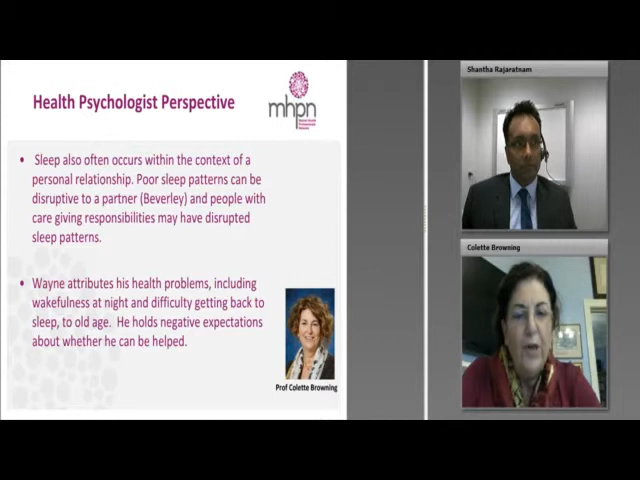 Health Psychologist Perspective
mhpn
Sleep also often occurs within the context of a
personal relationship. Poor sleep patterns can be
disruptive to a partner (Beverley) and people with
care giving responsibilities may have disrupted
sleep patterns.
Wayne attributes his health problems, including
wakefulness at night and difficulty getting back to
sleep, to old age. He holds negative expectations
about whether he can be helped.
Prof Colette Browning
Shantha Rajaratnam
Colette Browning